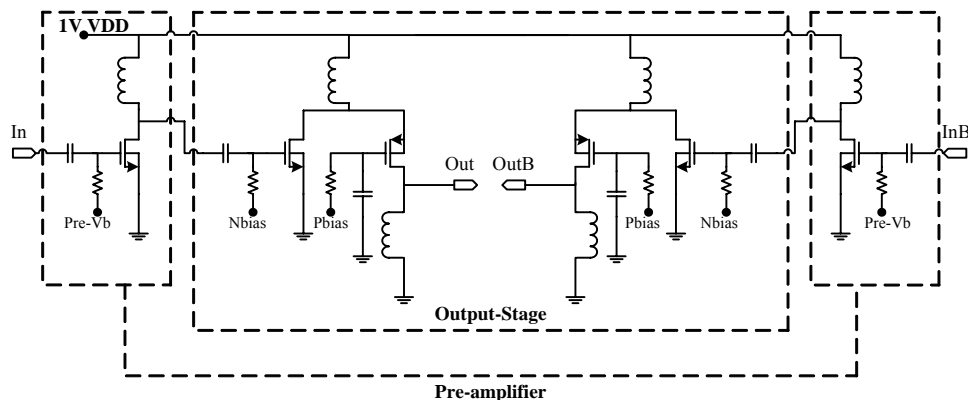 1V VDD
In
InB
Out
OutB
Pre-Vb
Nbias
Pbias
Pbias
Nbias
Pre-Vb
Output-Stage
Pre-amplifier